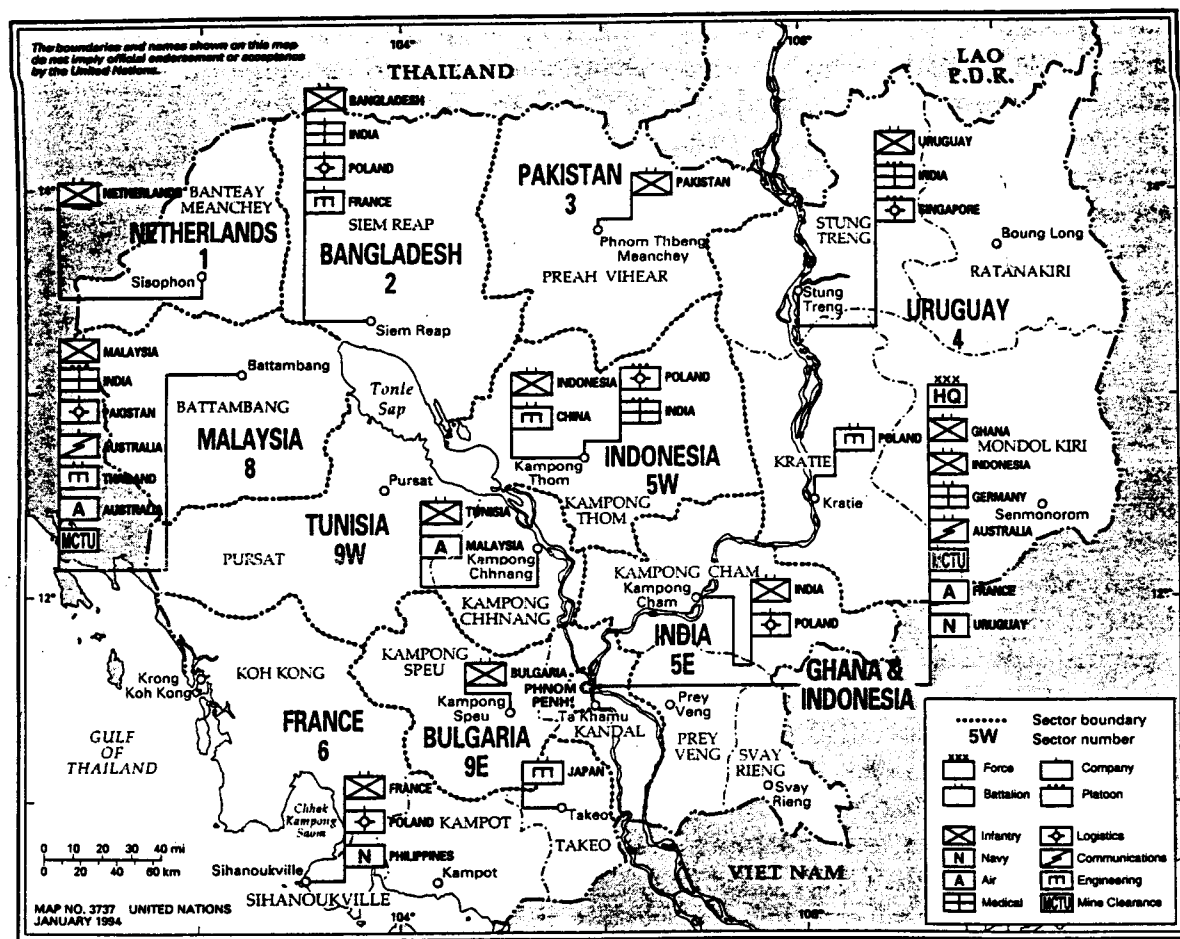 The boundaries and names shown on this map
do not imply official endorsement or acceptance
by the United Nations.
104°
106°
THAILAND
LAO
P.D.R.
BANGLADESH
INDIA
POLAND
FRANCE
SIEM REAP
BANGLADESH
2
Siem Reap
14°
NETHERLANDS
BANTEAY
MEANCHEY
NETHERLANDS
1
Sisophon
PAKISTAN
3
PAKISTAN
Phnom Thbeng
Meanchey
PREAH VIHEAR
URUGUAY
INDIA
SINGAPORE
14°
STUNG
TRENG
Boung Long
RATANAKIRI
Stung
Treng
URUGUAY
4
MALAYSIA
INDIA
PAKISTAN
AUSTRALIA
THAILAND
A
AUSTRALIA
MCTU
Battambang
BATTAMBANG
MALAYSIA
8
Tonle
Sap
INDONESIA
CHINA
POLAND
INDIA
Kampong
Thom
INDONESIA
5W
KAMPONG
THOM
POLAND
KRATIE
Kratie
XXX
HQ
GHANA
MONDOL KIRI
INDONESIA
GERMANY
Senmonorom
AUSTRALIA
MCTU
A
FRANCE
N
URUGUAY
12°
Pursat
TUNISIA
9W
PURSAT
TUNISIA
A
MALAYSIA
Kampong
Chhnang
KAMPONG
CHHNANG
12°
KAMPONG CHAM
Kampong
Cham
INDIA
POLAND
INDIA
5E
GHANA &
INDONESIA
KAMPONG
SPEU
BULGARIA
PHNOM
PENH
Kampong
Speu
Ta Khamu
KANDAL
BULGARIA
9E
Prey
Veng
PREY
VENG
SVAY
RIENG
Svay
Rieng
Krong
Koh Kong
KOH KONG
GULF
OF
THAILAND
FRANCE
6
JAPAN
Takeo
TAKEO
FRANCE
POLAND
KAMPOT
N
PHILIPPINES
Chhak
Kampong
Saom
Sihanoukville
SIHANOUKVILLE
Kampot
VIET NAM
0 20 40 mi
0 20 40 60 km
MAP NO. 3737 UNITED NATIONS
JANUARY 1994
104°
106°
Sector boundary
5W
Sector number
XXX
Force
Company
Battalion
Platoon
Infantry
Logistics
N
Navy
Communications
A
Air
Engineering
Medical
MCTU
Mine Clearance